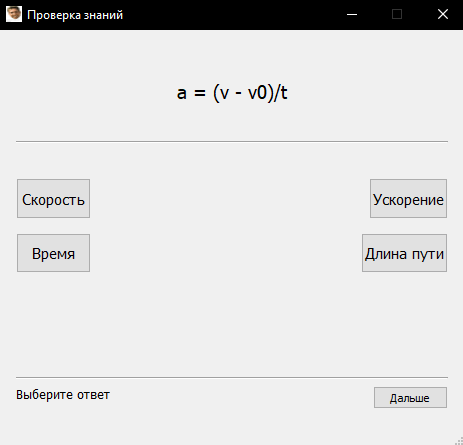 Проверка знаний
a = (v - v0)/t
Скорость
Ускорение
Время
Длина пути
Выберите ответ
Дальше